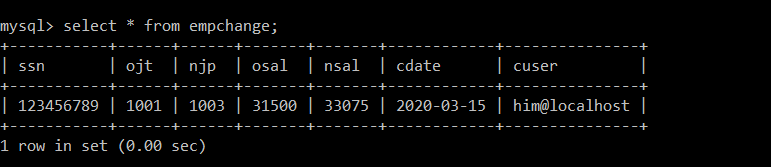 mysql> select * from empchange;
+-----------+------+------+-------+-------+------------+---------------+
| ssn       | ojt  | njp  | osal  | nsal  | cdate      | cuser         |
+-----------+------+------+-------+-------+------------+---------------+
| 123456789 | 1001 | 1003 | 31500 | 33075 | 2020-03-15 | him@localhost |
+-----------+------+------+-------+-------+------------+---------------+
1 row in set (0.00 sec)